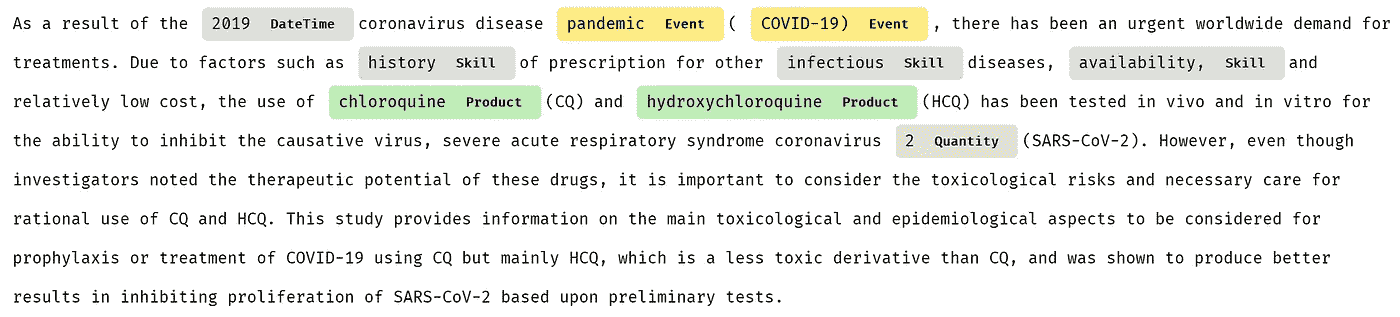 As a result of the 2019 DateTime coronavirus disease pandemic Event ( COVID-19) Event , there has been an urgent worldwide demand for
treatments. Due to factors such as history Skill of prescription for other infectious Skill diseases, availability, Skill and
relatively low cost, the use of chloroquine Product (CQ) and hydroxychloroquine Product (HCQ) has been tested in vivo and in vitro for
the ability to inhibit the causative virus, severe acute respiratory syndrome coronavirus 2 Quantity (SARS-CoV-2). However, even though
investigators noted the therapeutic potential of these drugs, it is important to consider the toxicological risks and necessary care for
rational use of CQ and HCQ. This study provides information on the main toxicological and epidemiological aspects to be considered for
prophylaxis or treatment of COVID-19 using CQ but mainly HCQ, which is a less toxic derivative than CQ, and was shown to produce better
results in inhibiting proliferation of SARS-CoV-2 based upon preliminary tests.